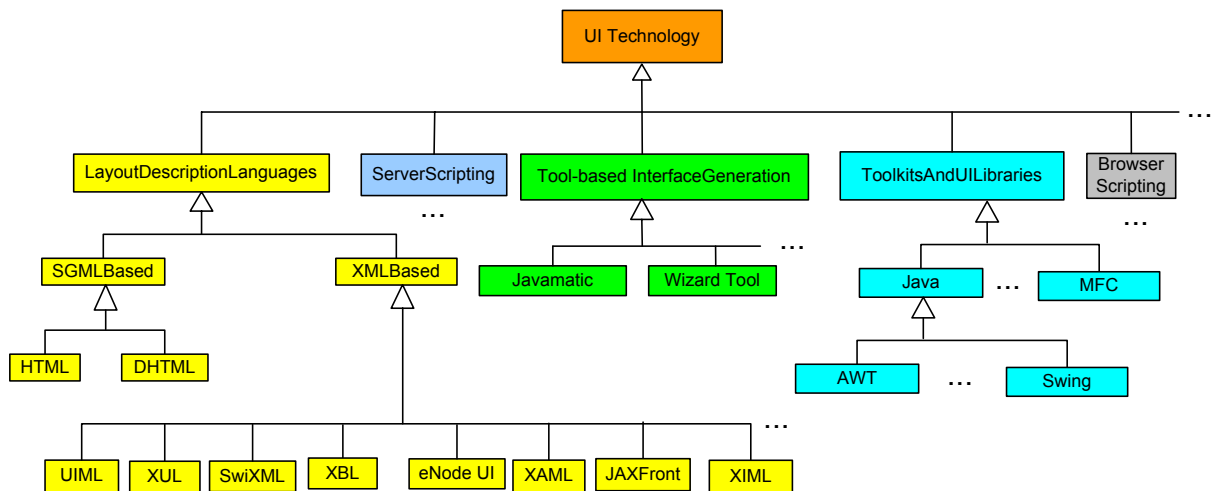 UI Technology
...
LayoutDescriptionLanguages
ServerScripting
Tool-based InterfaceGeneration
ToolkitsAndUILibraries
Browser
Scripting
...
...
...
SGMLBased
XMLBased
Javamatic
Wizard Tool
Java
...
MFC
HTML
DHTML
AWT
...
Swing
...
UIML
XUL
SwiXML
XBL
eNode UI
XAML
JAXFront
XIML